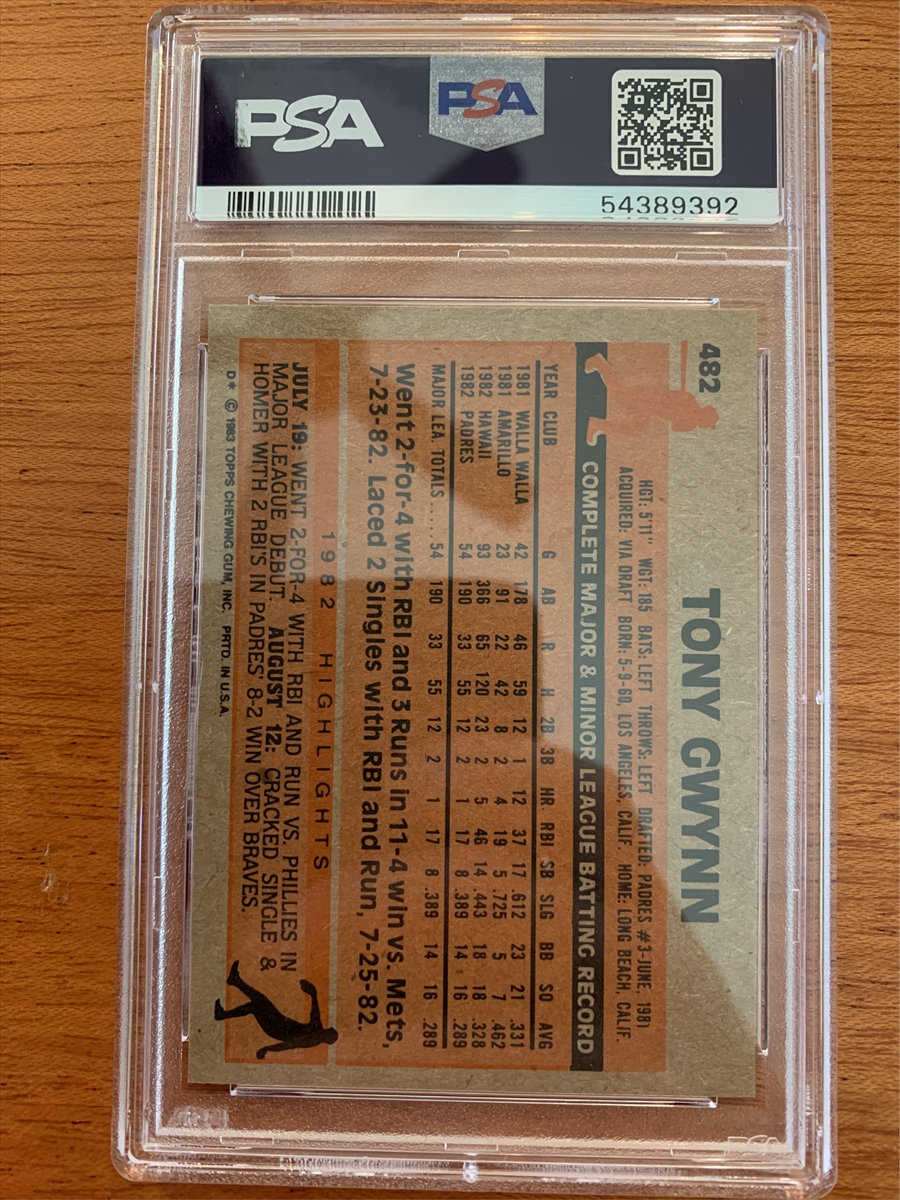 PSA
PSA
54389392
482
TONY GWYNN
HGT: 5'11" WGT: 185 BATS: LEFT THROWS: LEFT DRAFTED: PADRES #3-JUNE, 1981
ACQUIRED: VIA DRAFT BORN: 5-9-60, LOS ANGELES, CALIF. HOME: LONG BEACH, CALIF.
COMPLETE MAJOR & MINOR LEAGUE BATTING RECORD
YEAR CLUB G AB R H 2B 3B HR RBI SB SLG BB SO AVG
1981 WALLA WALLA 42 178 46 59 12 1 12 37 17 .612 23 21 .331
1981 AMARILLO 23 91 22 42 8 2 4 19 5 .725 5 7 .462
1982 HAWAII 93 366 65 120 23 2 5 46 14 .443 18 18 .328
1982 PADRES 54 190 33 55 12 2 1 17 8 .389 14 16 .289
MAJOR LEA. TOTALS..... 54 190 33 55 12 2 1 17 8 .389 14 16 .289
Went 2-for-4 with RBI and 3 Runs in 11-4 win vs. Mets,
7-23-82. Laced 2 Singles with RBI and Run, 7-25-82.
1982 HIGHLIGHTS
JULY 19: WENT 2-FOR-4 WITH RBI AND RUN VS. PHILLIES IN
MAJOR LEAGUE DEBUT. AUGUST 12: CRACKED SINGLE &
HOMER WITH 2 RBI'S IN PADRES' 8-2 WIN OVER BRAVES.
D* © 1983 TOPPS CHEWING GUM, INC. PRTD. IN U.S.A.
PSA